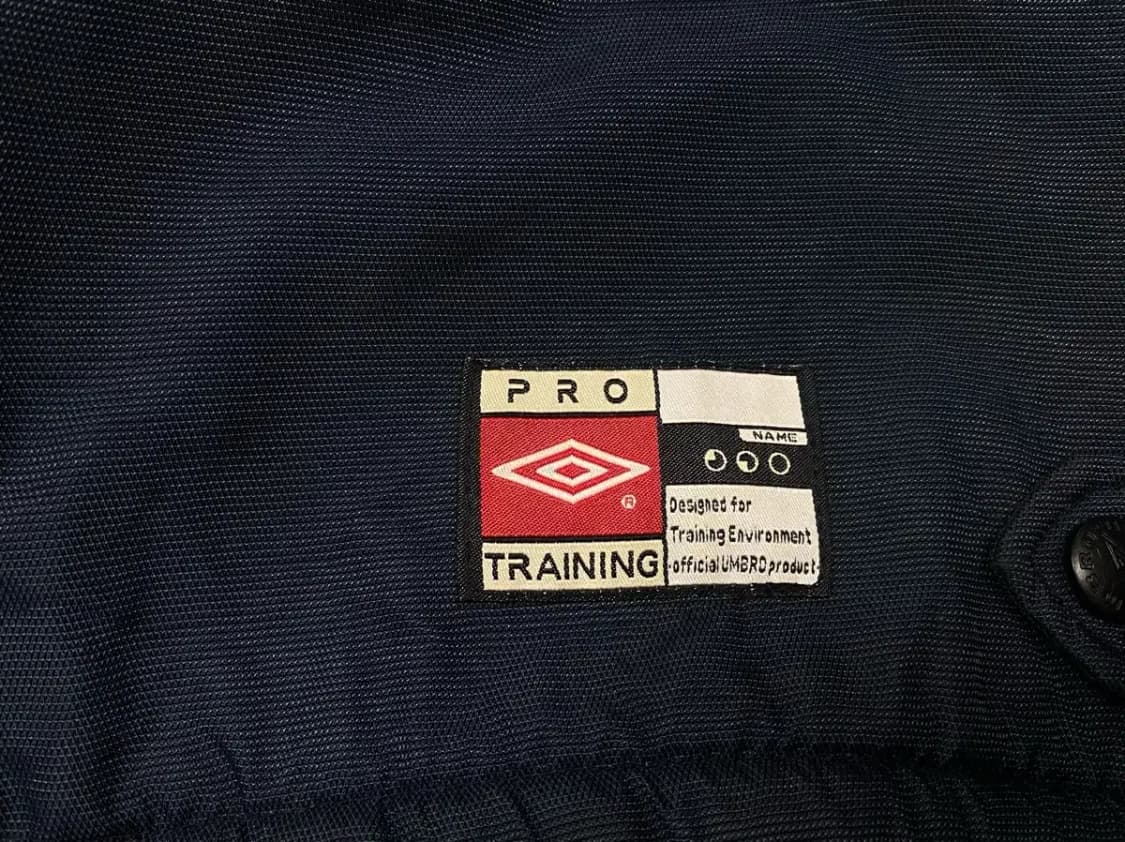 PRO
®
TRAINING
NAME
Designed for
Training Environment
·official UMBRO product·